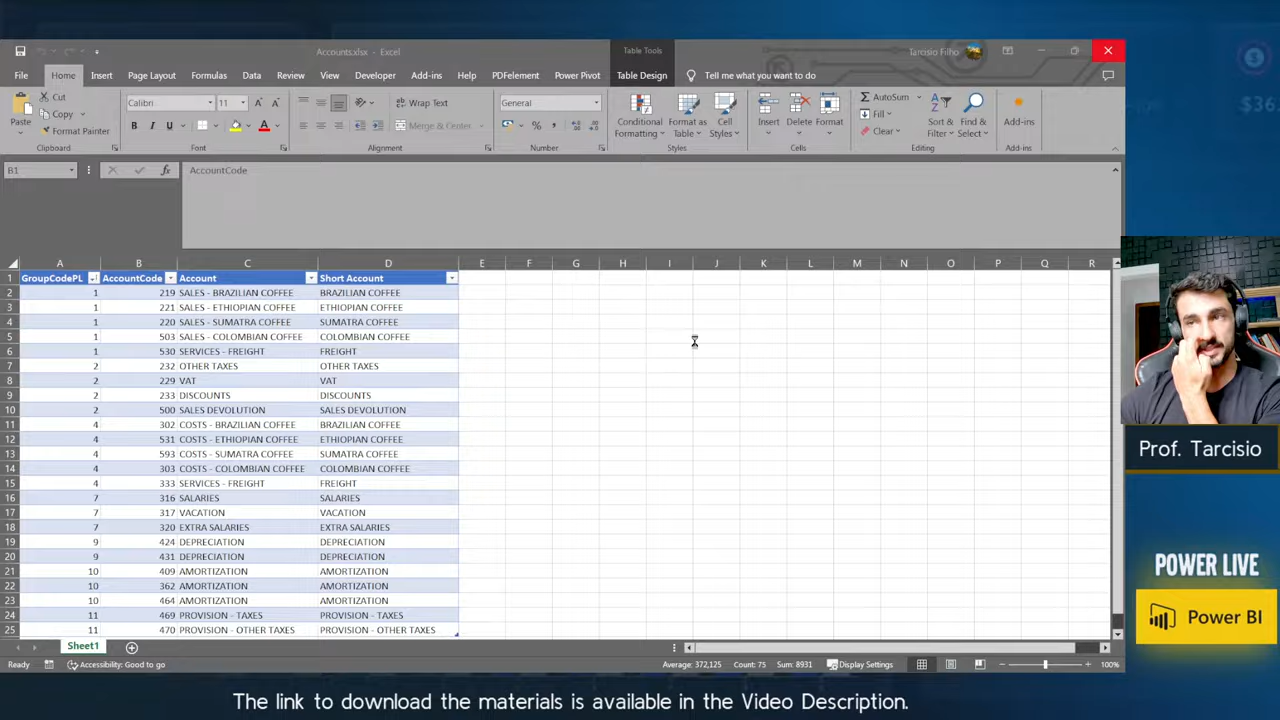 Accounts.xlsx - Excel
Table Tools
Tarcisio Filho
File Home Insert Page Layout Formulas Data Review View Developer Add-ins Help PDFelement Power Pivot Table Design Tell me what you want to do
Paste
Cut
Copy
Format Painter
Clipboard
Calibri 11
B I U
Font
Wrap Text
Merge & Center
Alignment
General
Number
Conditional Formatting
Format as Table
Cell Styles
Styles
Insert Delete Format
Cells
AutoSum
Fill
Clear
Sort & Filter
Find & Select
Editing
Add-ins
Add-ins
B1 fx AccountCode
A B C D E F G H I J K L M N O P Q R
1 GroupCodePL AccountCode Account Short Account
2 1 219 SALES - BRAZILIAN COFFEE BRAZILIAN COFFEE
3 1 221 SALES - ETHIOPIAN COFFEE ETHIOPIAN COFFEE
4 1 220 SALES - SUMATRA COFFEE SUMATRA COFFEE
5 1 503 SALES - COLOMBIAN COFFEE COLOMBIAN COFFEE
6 1 530 SERVICES - FREIGHT FREIGHT
7 2 232 OTHER TAXES OTHER TAXES
8 2 229 VAT VAT
9 2 233 DISCOUNTS DISCOUNTS
10 2 500 SALES DEVOLUTION SALES DEVOLUTION
11 4 302 COSTS - BRAZILIAN COFFEE BRAZILIAN COFFEE
12 4 531 COSTS - ETHIOPIAN COFFEE ETHIOPIAN COFFEE
13 4 593 COSTS - SUMATRA COFFEE SUMATRA COFFEE
14 4 303 COSTS - COLOMBIAN COFFEE COLOMBIAN COFFEE
15 4 333 SERVICES - FREIGHT FREIGHT
16 7 316 SALARIES SALARIES
17 7 317 VACATION VACATION
18 7 320 EXTRA SALARIES EXTRA SALARIES
19 9 424 DEPRECIATION DEPRECIATION
20 9 431 DEPRECIATION DEPRECIATION
21 10 409 AMORTIZATION AMORTIZATION
22 10 362 AMORTIZATION AMORTIZATION
23 10 464 AMORTIZATION AMORTIZATION
24 11 469 PROVISION - TAXES PROVISION - TAXES
25 11 470 PROVISION - OTHER TAXES PROVISION - OTHER TAXES
Sheet1
Ready Accessibility: Good to go Average: 372,125 Count: 75 Sum: 8931 Display Settings 100%
$36
Prof. Tarcisio
POWER LIVE
Power BI
The link to download the materials is available in the Video Description.